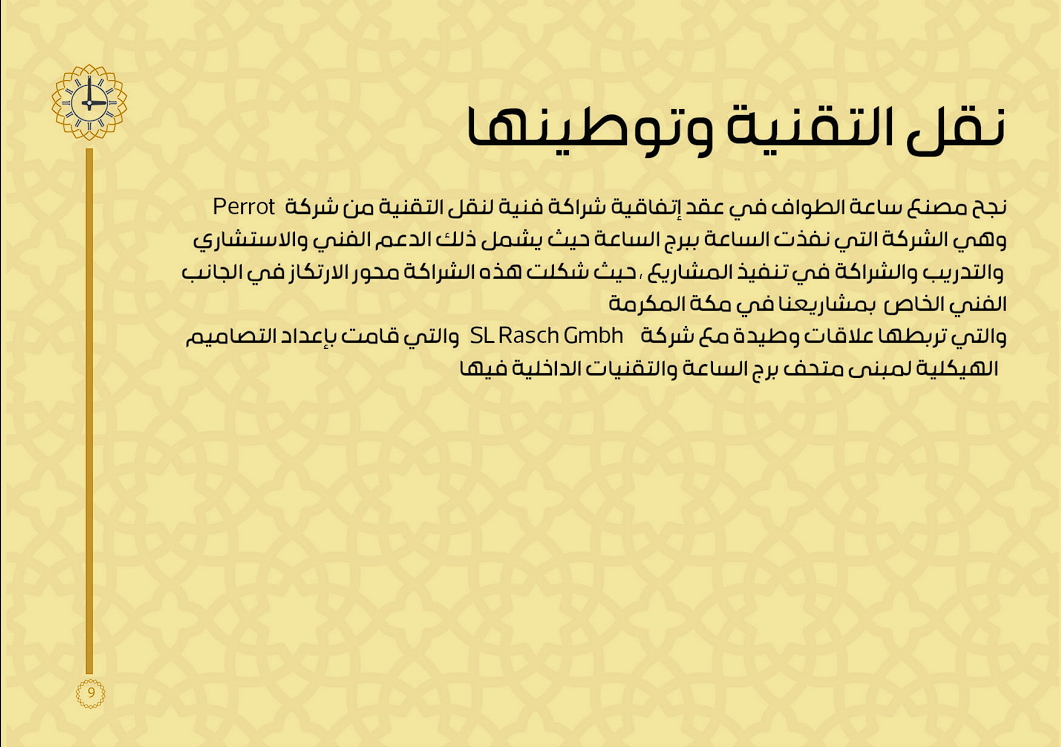 نقل التقنية وتوطينها
نجح مصنع ساعة الطواف في عقد إتفاقية شراكة فنية لنقل التقنية من شركة Perrot
وهي الشركة التي نفذت الساعة ببرج الساعة حيث يشمل ذلك الدعم الفني والاستشاري
والتدريب والشراكة في تنفيذ المشاريع ،حيث شكلت هذه الشراكة محور الارتكاز في الجانب
الفني الخاص بمشاريعنا في مكة المكرمة
والتي تربطها علاقات وطيدة مع شركة SL Rasch Gmbh والتي قامت بإعداد التصاميم
الهيكلية لمبنى متحف برج الساعة والتقنيات الداخلية فيها
9